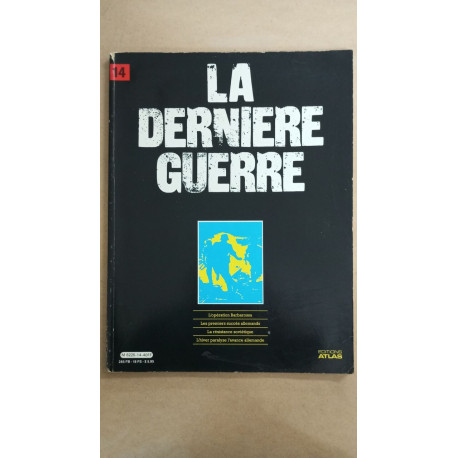 14
LA
DERNIERE
GUERRE
L'opération Barbarossa
Les premiers succès allemands
La résistance soviétique
L'hiver paralyse l'avance allemande
EDITIONS
ATLAS